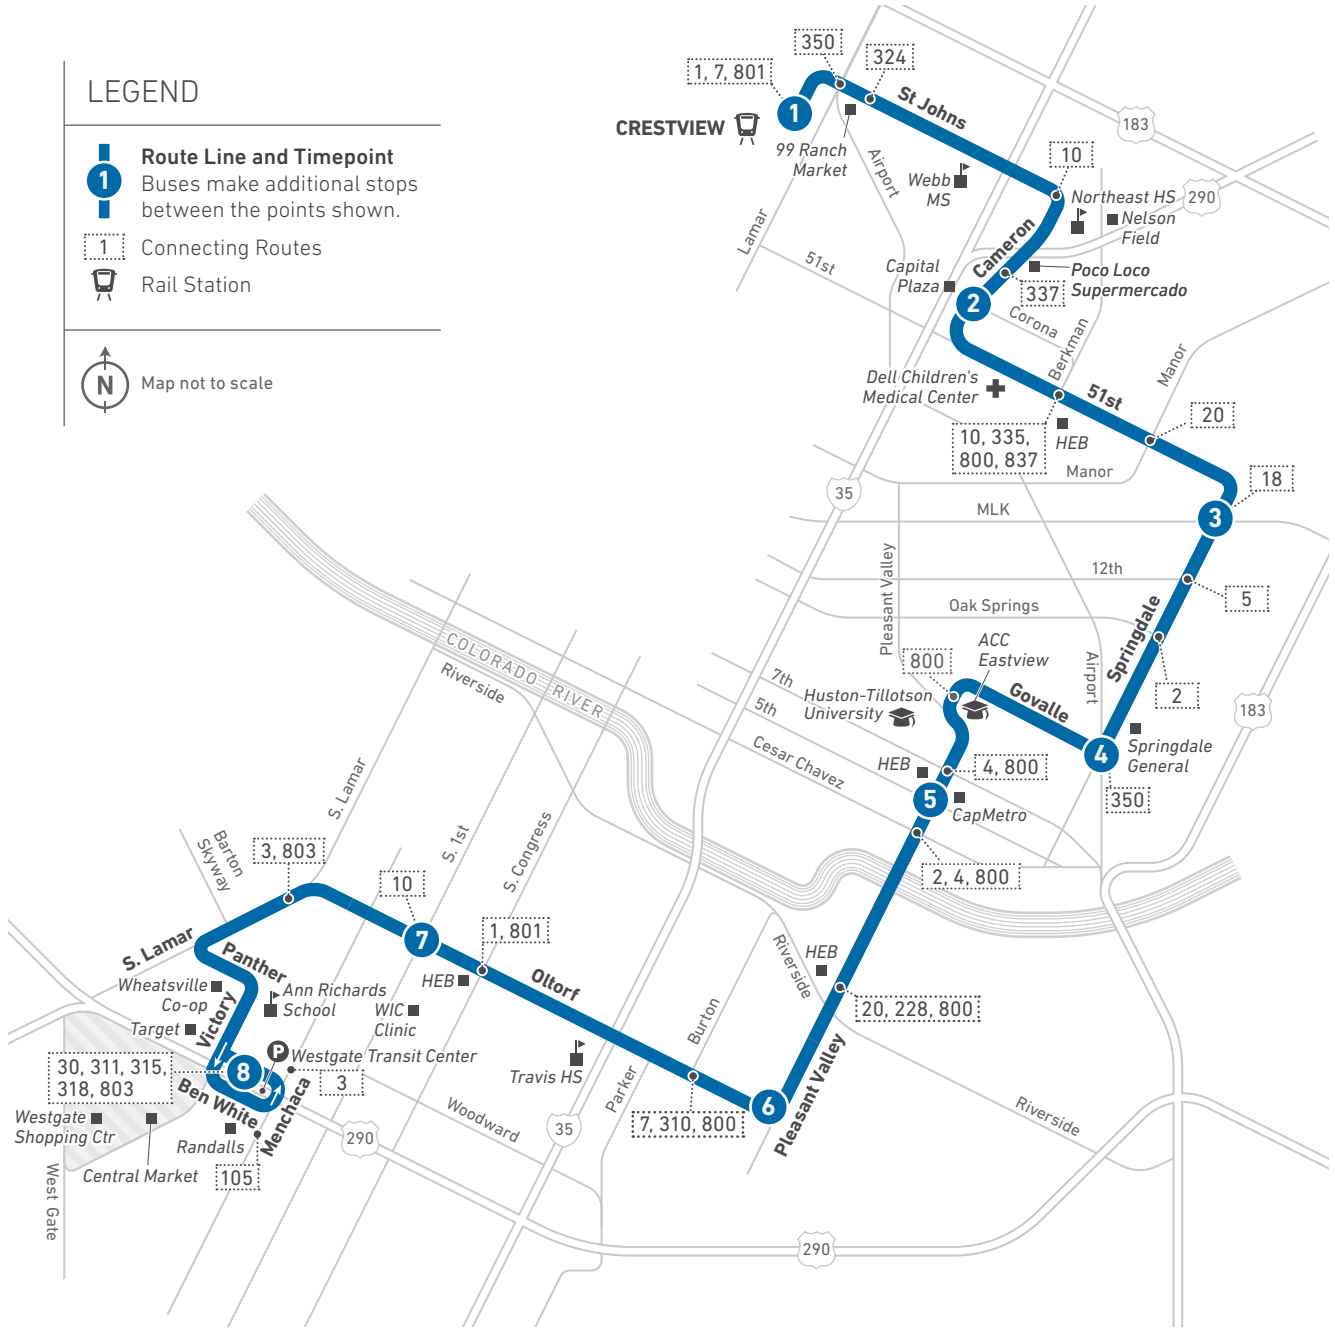 LEGEND
1
Route Line and Timepoint
Buses make additional stops
between the points shown.
1
Connecting Routes
Rail Station
N
Map not to scale
350
324
1, 7, 801
1
CRESTVIEW
St Johns
99 Ranch
Market
Airport
Webb
MS
10
183
Northeast HS
Nelson
Field
290
Lamar
51st
Cameron
Capital
Plaza
Poco Loco
Supermercado
337
2
Corona
Berkman
Manor
Dell Children's
Medical Center
51st
20
10, 335,
800, 837
HEB
Manor
18
35
3
MLK
Pleasant Valley
12th
5
Oak Springs
Springdale
ACC
Eastview
Airport
2
800
7th
Huston-Tillotson
University
Govalle
183
5th
4
Springdale
General
Cesar Chavez
HEB
4, 800
5
350
CapMetro
COLORADO RIVER
Riverside
S. Lamar
Barton
Skyway
S. 1st
S. Congress
3, 803
10
2, 4, 800
7
1, 801
S. Lamar
Panther
HEB
Oltorf
Riverside
HEB
Wheatsville
Co-op
Ann Richards
School
WIC
Clinic
20, 228, 800
Target
Victory
Burton
P
Westgate Transit Center
30, 311, 315,
318, 803
8
3
Travis HS
Parker
Pleasant Valley
6
Ben White
Menchaca
Woodward
7, 310, 800
Riverside
Westgate
Shopping Ctr
Randalls
290
35
Central Market
105
West Gate
290